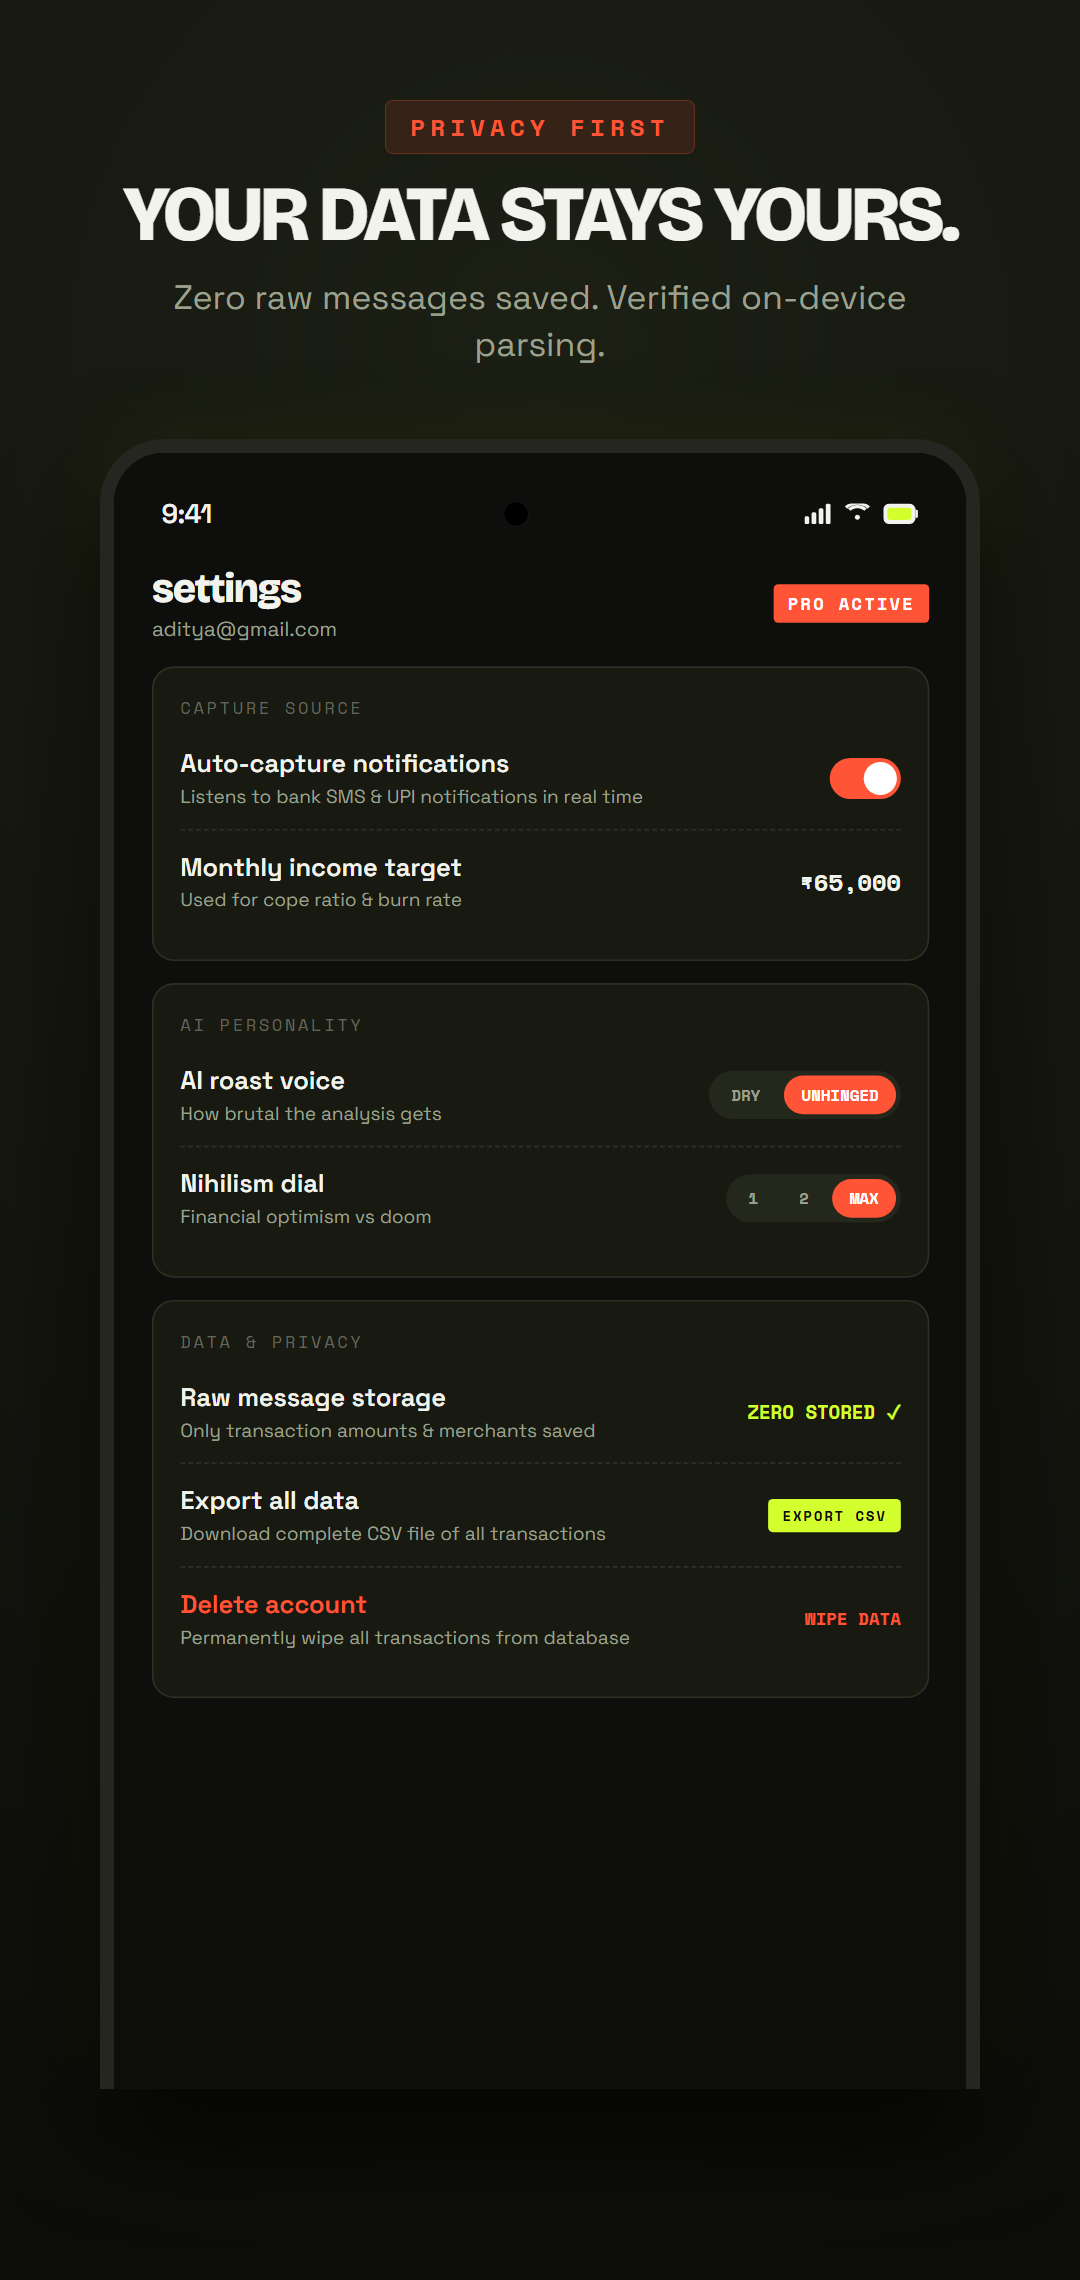 PRIVACY FIRST
YOUR DATA STAYS YOURS.
Zero raw messages saved. Verified on-device
parsing.
9:41
settings
aditya@gmail.com
PRO ACTIVE
CAPTURE SOURCE
Auto-capture notifications
Listens to bank SMS & UPI notifications in real time
Monthly income target
Used for cope ratio & burn rate
₹65,000
AI PERSONALITY
AI roast voice
How brutal the analysis gets
DRY UNHINGED
Nihilism dial
Financial optimism vs doom
1 2 MAX
DATA & PRIVACY
Raw message storage
Only transaction amounts & merchants saved
ZERO STORED ✓
Export all data
Download complete CSV file of all transactions
EXPORT CSV
Delete account
Permanently wipe all transactions from database
WIPE DATA